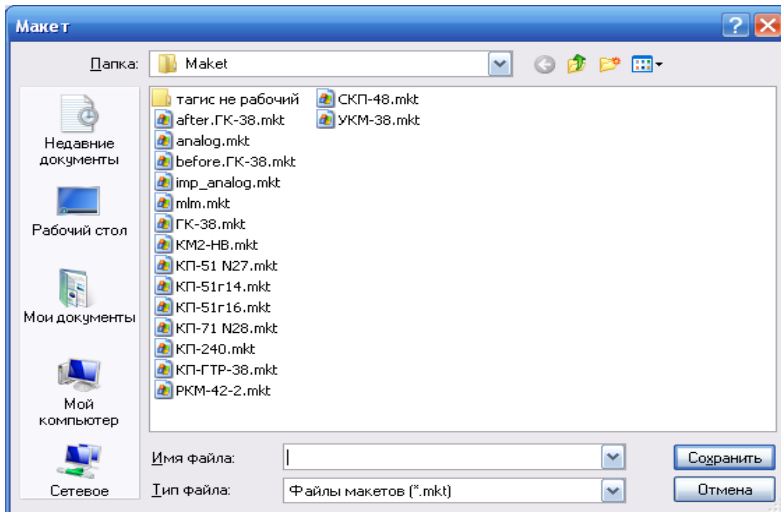 Макет
Папка:
Maket
Недавние
документы
Рабочий стол
Мои документы
Мой
компьютер
Сетевое
тагис не рабочий
after.ГК-38.mkt
analog.mkt
before.ГК-38.mkt
imp_analog.mkt
mlm.mkt
ГК-38.mkt
КМ2-НВ.mkt
КП-51 N27.mkt
КП-51г14.mkt
КП-51г16.mkt
КП-71 N28.mkt
КП-240.mkt
КП-ГТР-38.mkt
РКМ-42-2.mkt
СКП-48.mkt
УКМ-38.mkt
Имя файла:
Сохранить
Тип файла:
Файлы макетов (*.mkt)
Отмена